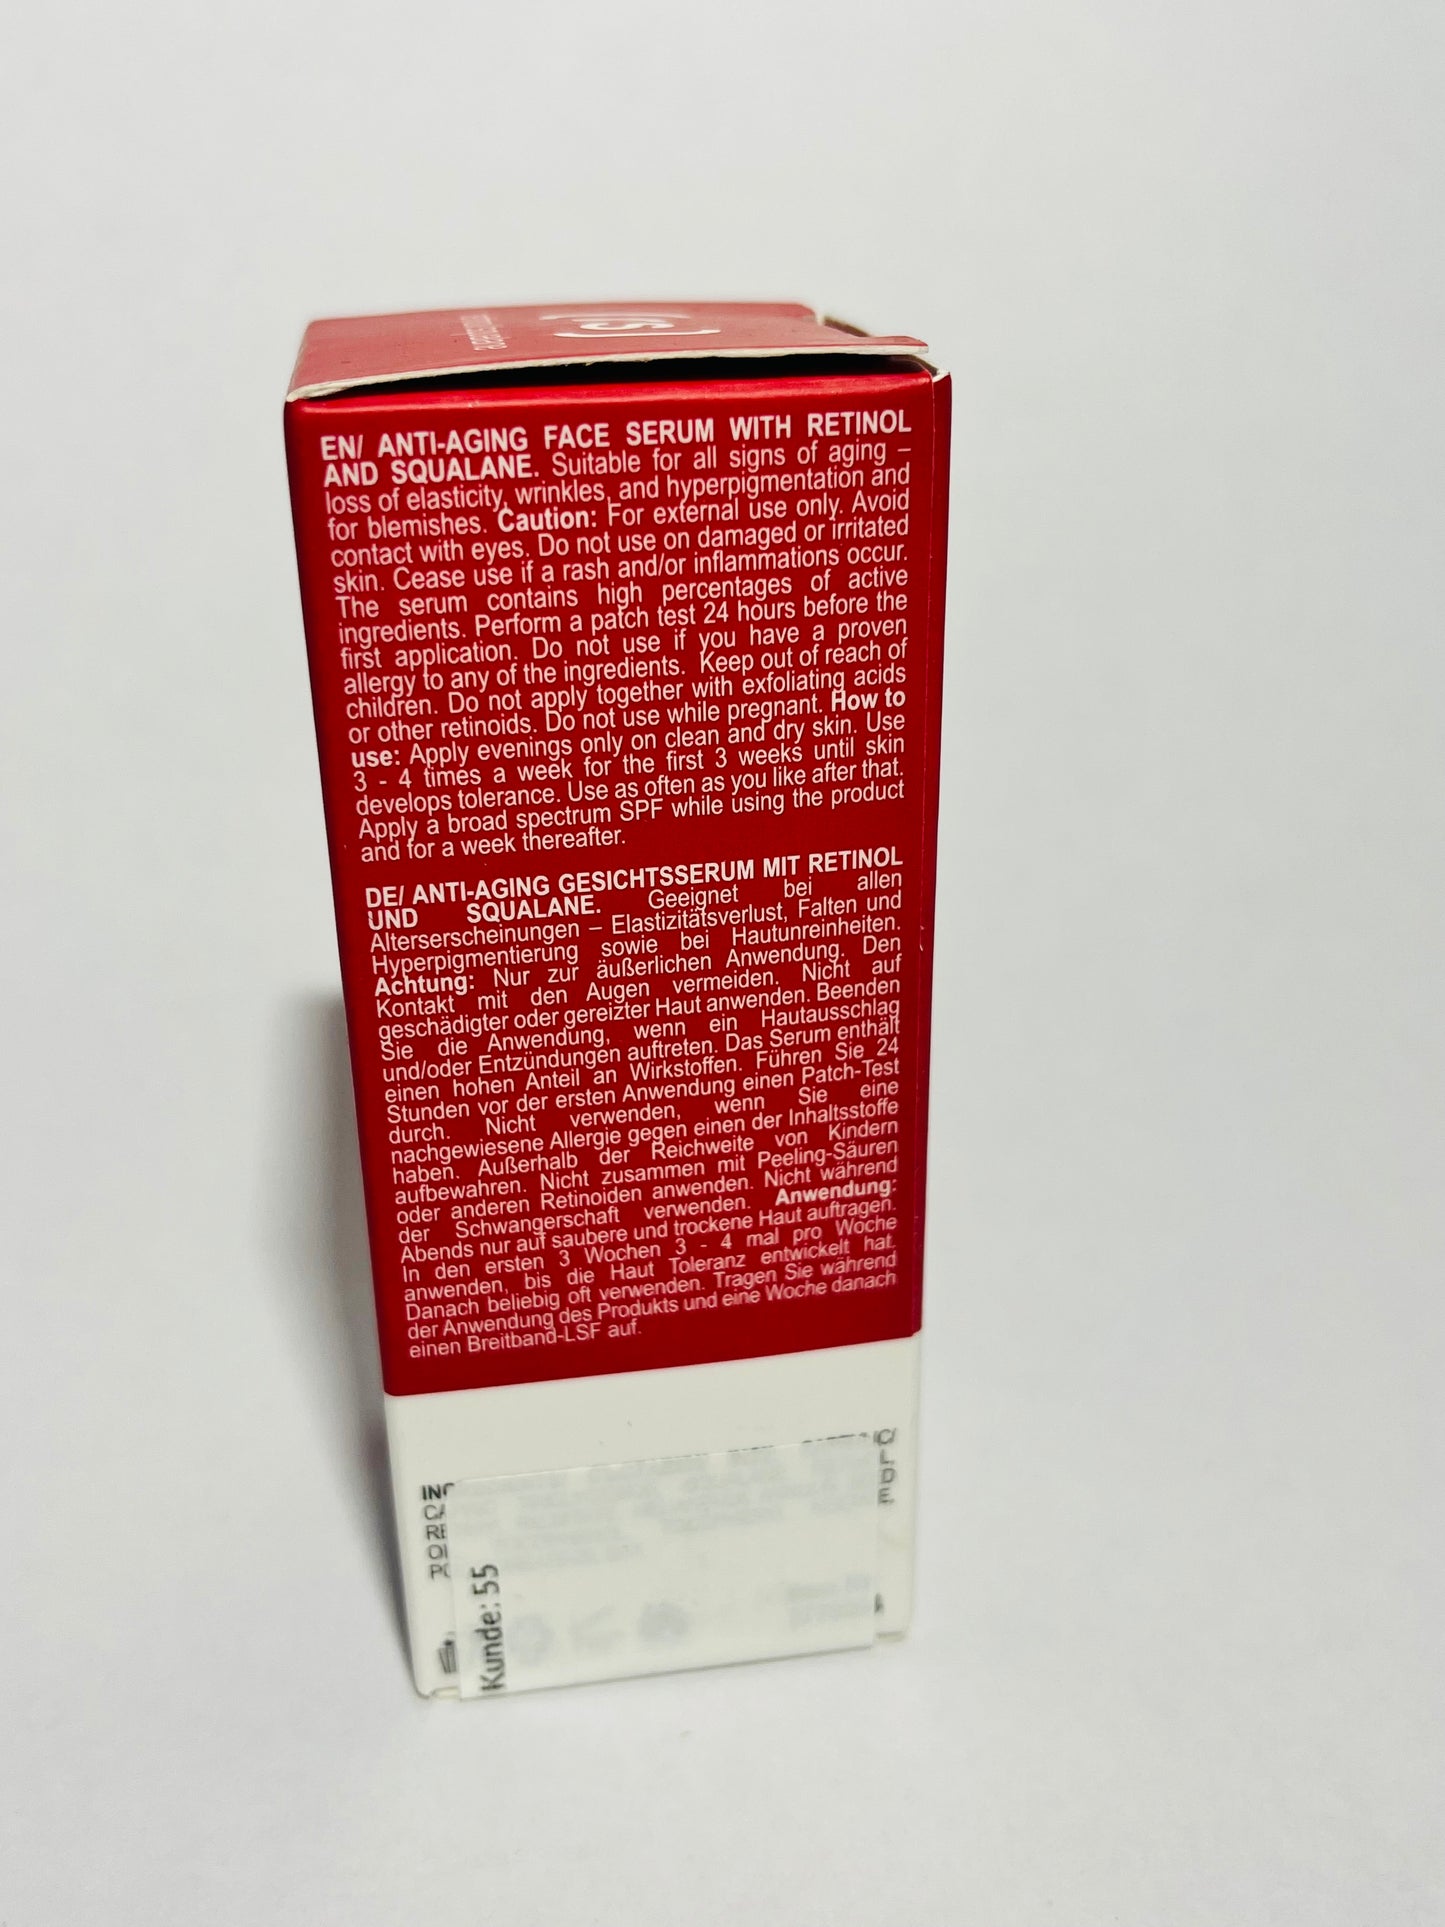 (S)
EN/ ANTI-AGING FACE SERUM WITH RETINOL
AND SQUALANE. Suitable for all signs of aging –
loss of elasticity, wrinkles, and hyperpigmentation and
for blemishes. Caution: For external use only. Avoid
contact with eyes. Do not use on damaged or irritated
skin. Cease use if a rash and/or inflammations occur.
The serum contains high percentages of active
ingredients. Perform a patch test 24 hours before the
first application. Do not use if you have a proven
allergy to any of the ingredients. Keep out of reach of
children. Do not apply together with exfoliating acids
or other retinoids. Do not use while pregnant. How to
use: Apply evenings only on clean and dry skin. Use
3 - 4 times a week for the first 3 weeks until skin
develops tolerance. Use as often as you like after that.
Apply a broad spectrum SPF while using the product
and for a week thereafter.
DE/ ANTI-AGING GESICHTSSERUM MIT RETINOL
UND SQUALANE. Geeignet bei allen
Alterserscheinungen – Elastizitätsverlust, Falten und
Hyperpigmentierung sowie bei Hautunreinheiten.
Achtung: Nur zur äußerlichen Anwendung. Den
Kontakt mit den Augen vermeiden. Nicht auf
geschädigter oder gereizter Haut anwenden. Beenden
Sie die Anwendung, wenn ein Hautausschlag
und/oder Entzündungen auftreten. Das Serum enthält
einen hohen Anteil an Wirkstoffen. Führen Sie 24
Stunden vor der ersten Anwendung einen Patch-Test
durch. Nicht verwenden, wenn Sie eine
nachgewiesene Allergie gegen einen der Inhaltsstoffe
haben. Außerhalb der Reichweite von Kindern
aufbewahren. Nicht zusammen mit Peeling-Säuren
oder anderen Retinoiden anwenden. Nicht während
der Schwangerschaft verwenden. Anwendung:
Abends nur auf saubere und trockene Haut auftragen.
In den ersten 3 Wochen 3 - 4 mal pro Woche
anwenden, bis die Haut Toleranz entwickelt hat.
Danach beliebig oft verwenden. Tragen Sie während
der Anwendung des Produkts und eine Woche danach
einen Breitband-LSF auf.
Kunde: 55